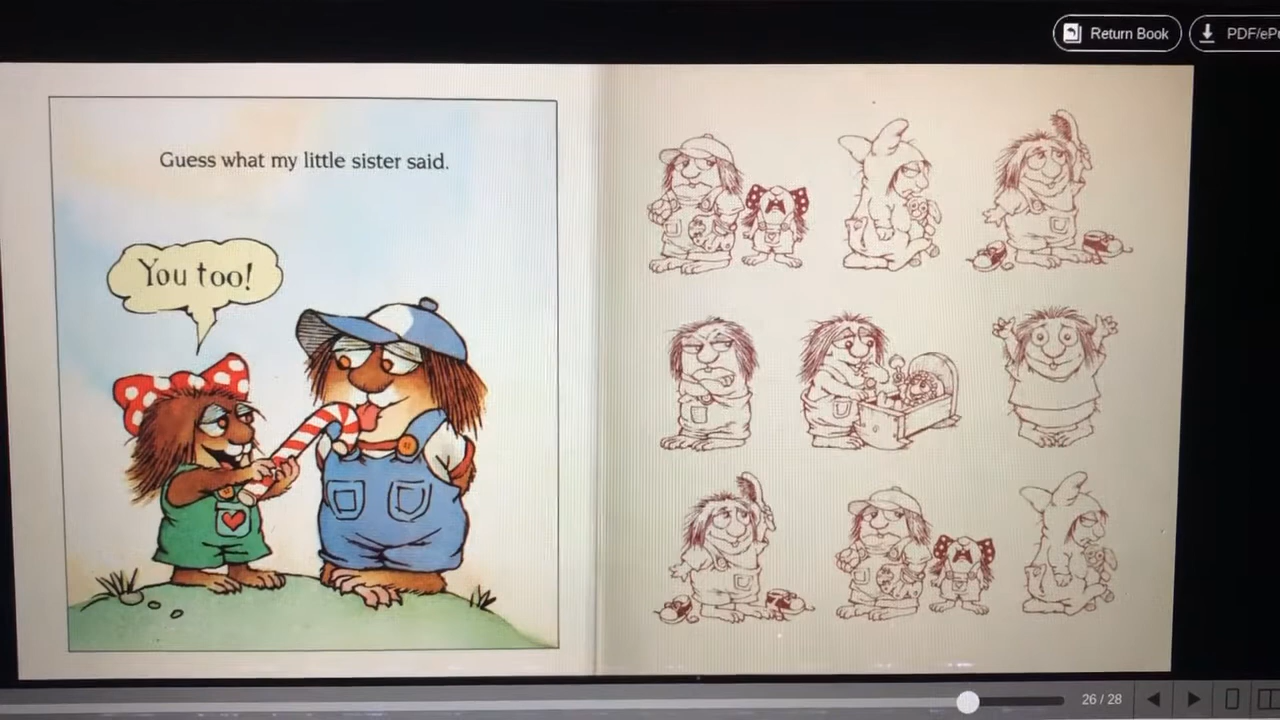 Return Book
PDF/eP
Guess what my little sister said.
You too!
26 / 28